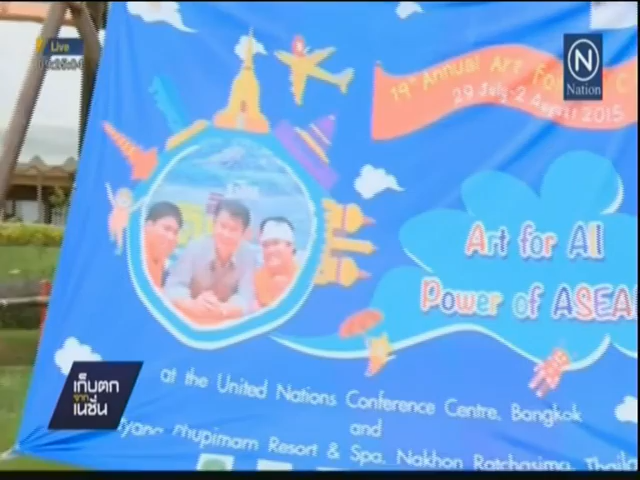 Live
N
Nation
19th Annual Art For
29 July-2 August 2015
Art for All
Power of ASEA
at the United Nations Conference Centre, Bangkok
and
Resort & Spa, Nakhon Ratchasima, Thaila
เก็บตก
จาก
เนชั่น